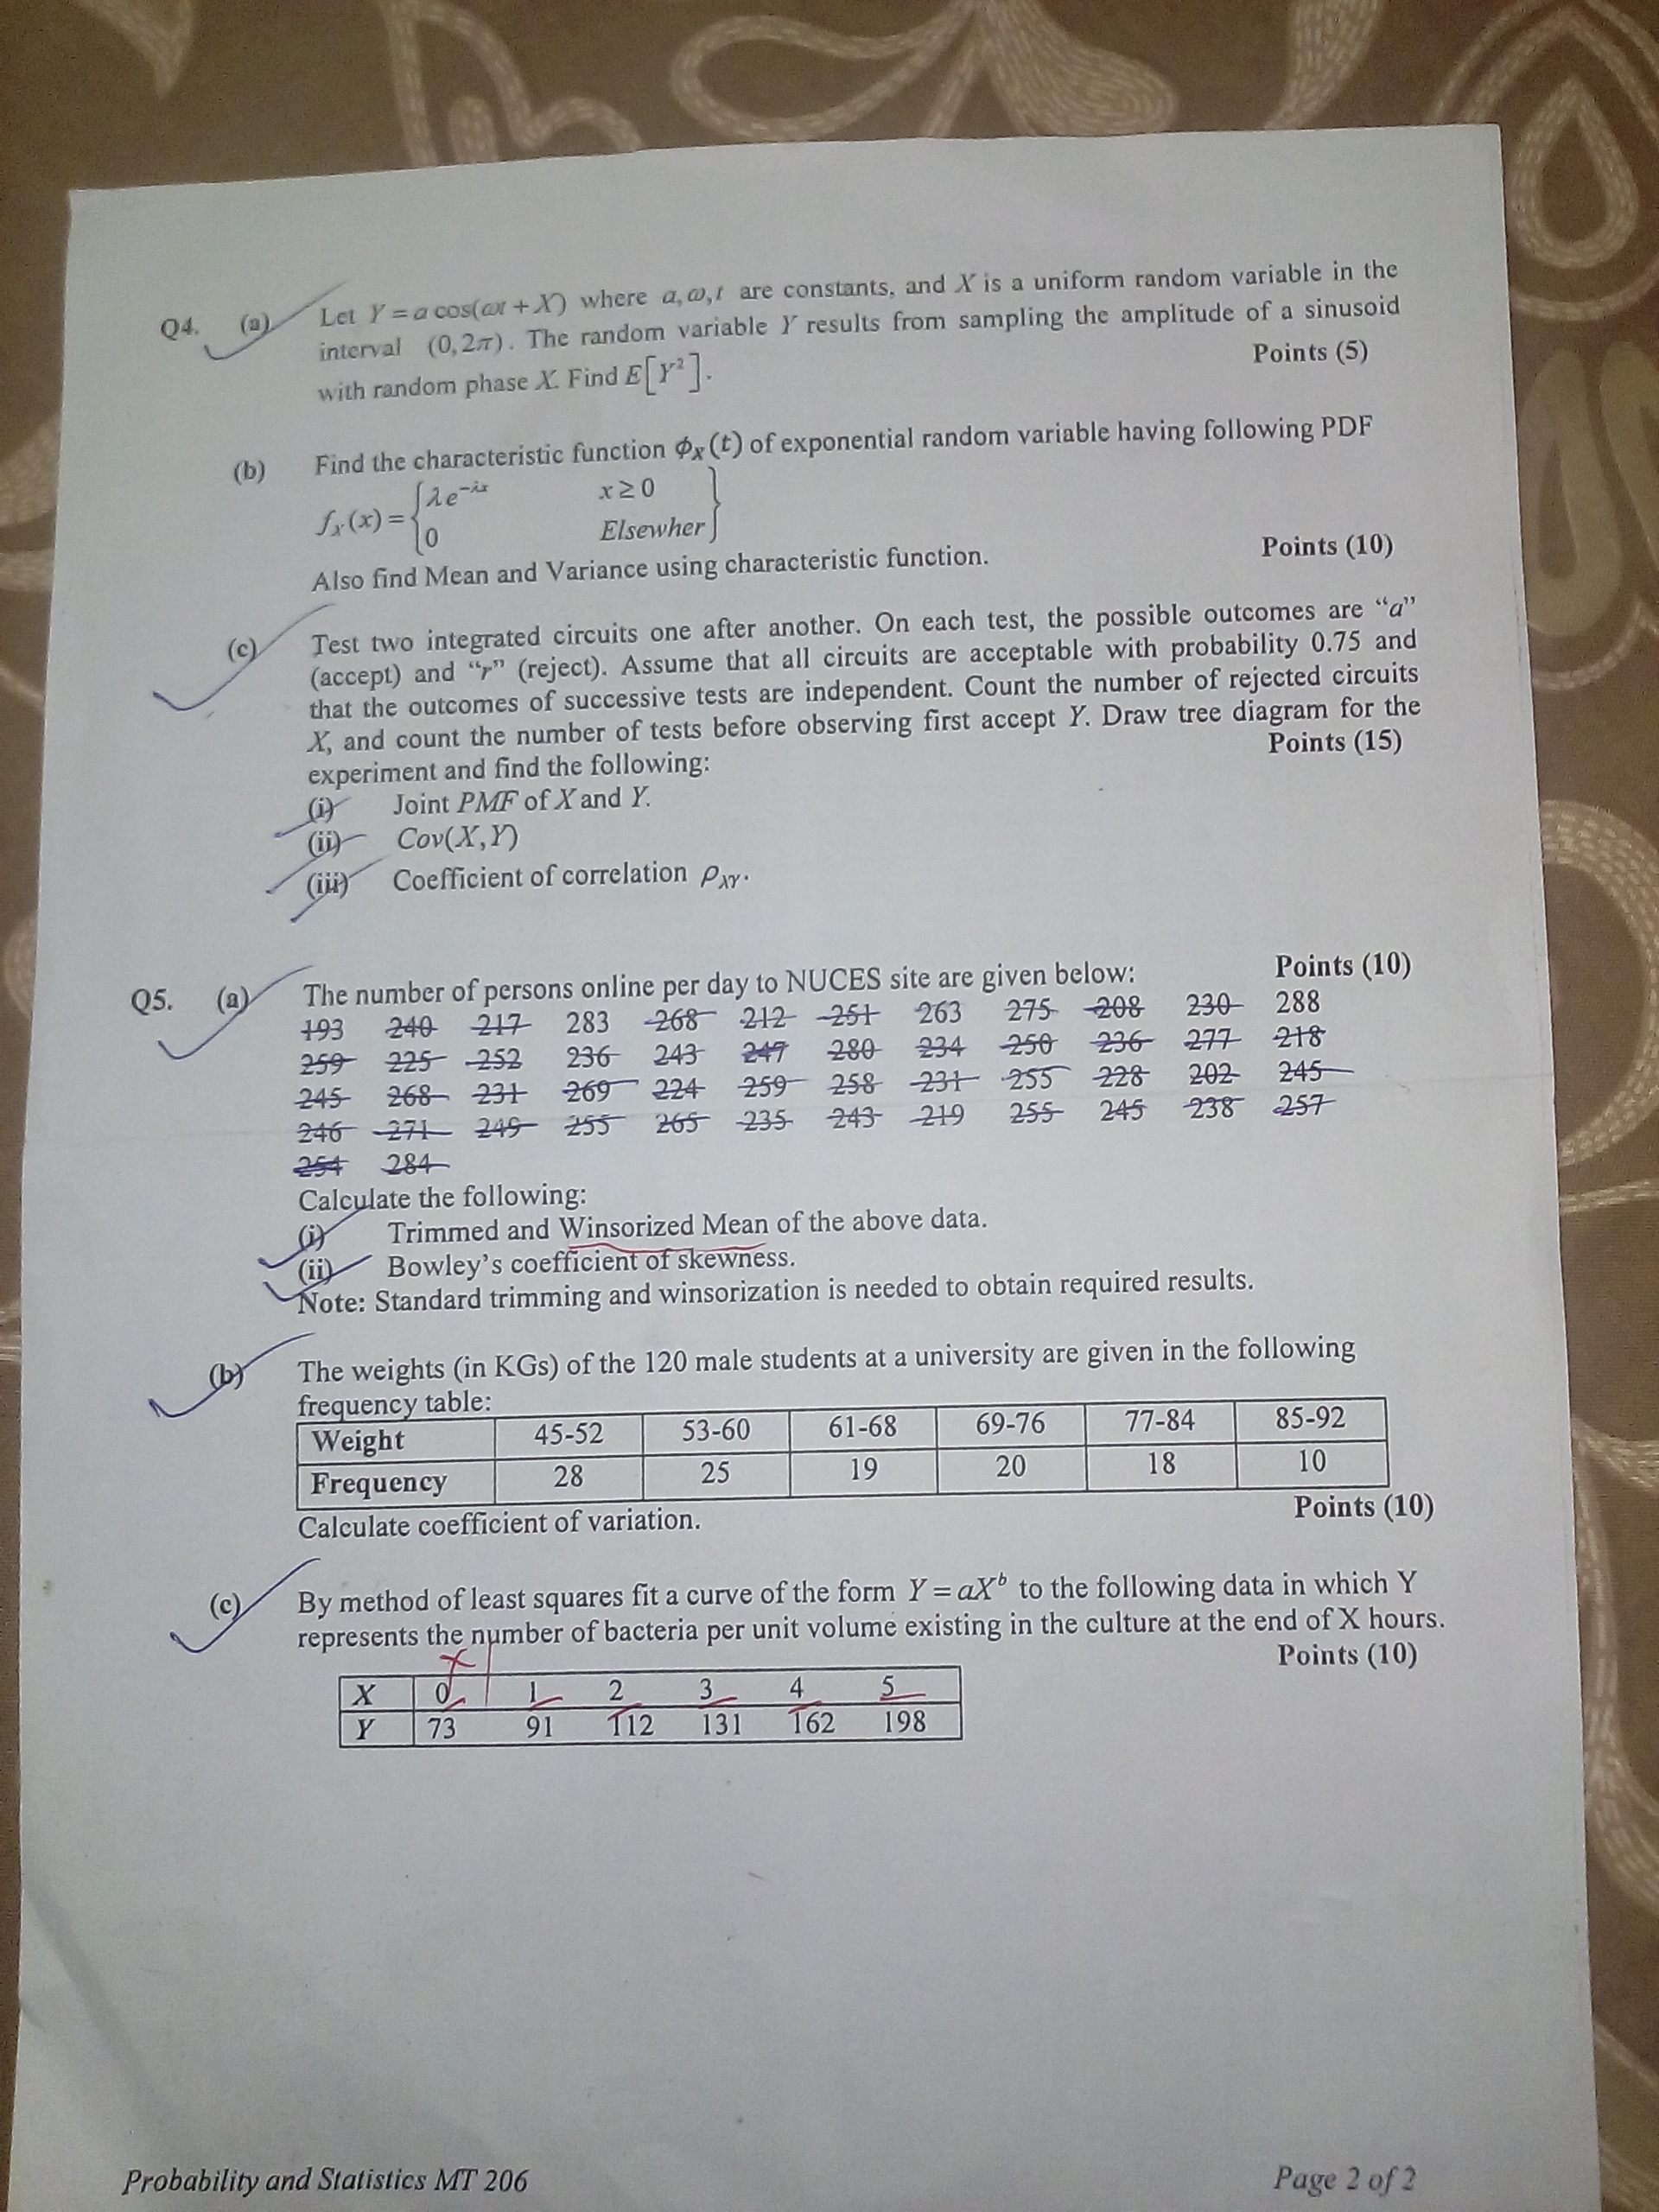 Q4. (a) Let Y = a cos(ωt + X) where a, ω, t are constants, and X is a uniform random variable in the
interval (0, 2π). The random variable Y results from sampling the amplitude of a sinusoid
with random phase X. Find E[Y²]. Points (5)
(b) Find the characteristic function ϕX(t) of exponential random variable having following PDF
fX(x) = { λe^−λx x ≥ 0
0 Elsewher }
Also find Mean and Variance using characteristic function. Points (10)
(c) Test two integrated circuits one after another. On each test, the possible outcomes are “a”
(accept) and “r” (reject). Assume that all circuits are acceptable with probability 0.75 and
that the outcomes of successive tests are independent. Count the number of rejected circuits
X, and count the number of tests before observing first accept Y. Draw tree diagram for the
experiment and find the following: Points (15)
(i) Joint PMF of X and Y.
(ii) Cov(X,Y)
(iii) Coefficient of correlation ρXY.
Q5. (a) The number of persons online per day to NUCES site are given below: Points (10)
193 240 217 283 268 212 251 263 275 208 230 288
259 225 252 236 243 247 280 234 250 236 277 218
245 268 231 269 224 259 258 231 255 228 202 245
246 271 249 255 265 235 243 219 255 245 238 257
254 284
Calculate the following:
(i) Trimmed and Winsorized Mean of the above data.
(ii) Bowley’s coefficient of skewness.
Note: Standard trimming and winsorization is needed to obtain required results.
(b) The weights (in KGs) of the 120 male students at a university are given in the following
frequency table:
Weight 45-52 53-60 61-68 69-76 77-84 85-92
Frequency 28 25 19 20 18 10
Calculate coefficient of variation. Points (10)
(c) By method of least squares fit a curve of the form Y = aX^b to the following data in which Y
represents the number of bacteria per unit volume existing in the culture at the end of X hours.
Points (10)
X 0 1 2 3 4 5
Y 73 91 112 131 162 198
Probability and Statistics MT 206 Page 2 of 2